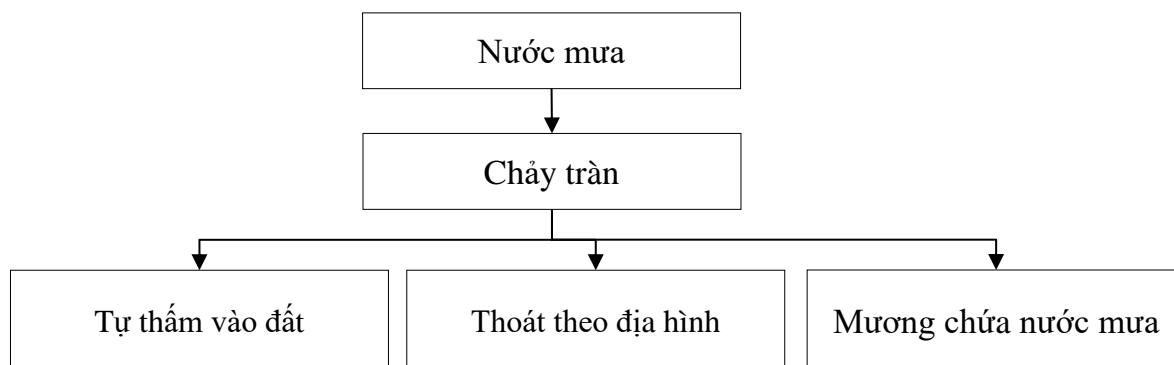 Nước mưa
Chảy tràn
Tự thấm vào đất
Thoát theo địa hình
Mương chứa nước mưa